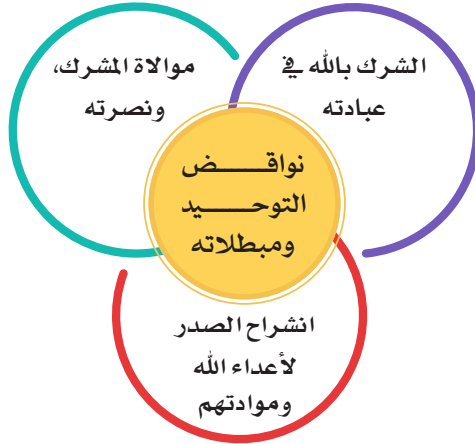 الشرك بالله في
عبادته
موالاة المشرك،
ونصرته
نواقض
التوحيد
ومبطلاته
انشراح الصدر
لأعداء الله
وموادتهم